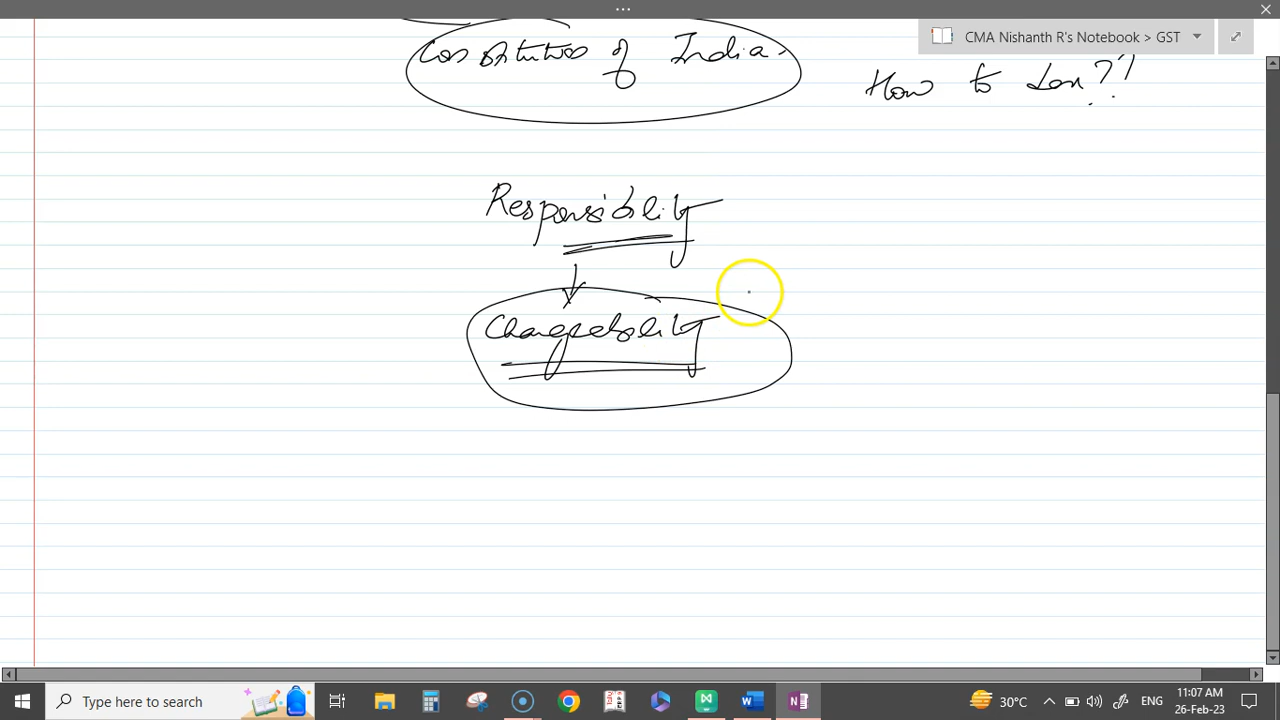 ...
CMA Nishanth R's Notebook > GST
Constitution of India.
How to
Responsibility
Chargeability
Type here to search
30°C
ENG
11:07 AM
26-Feb-23